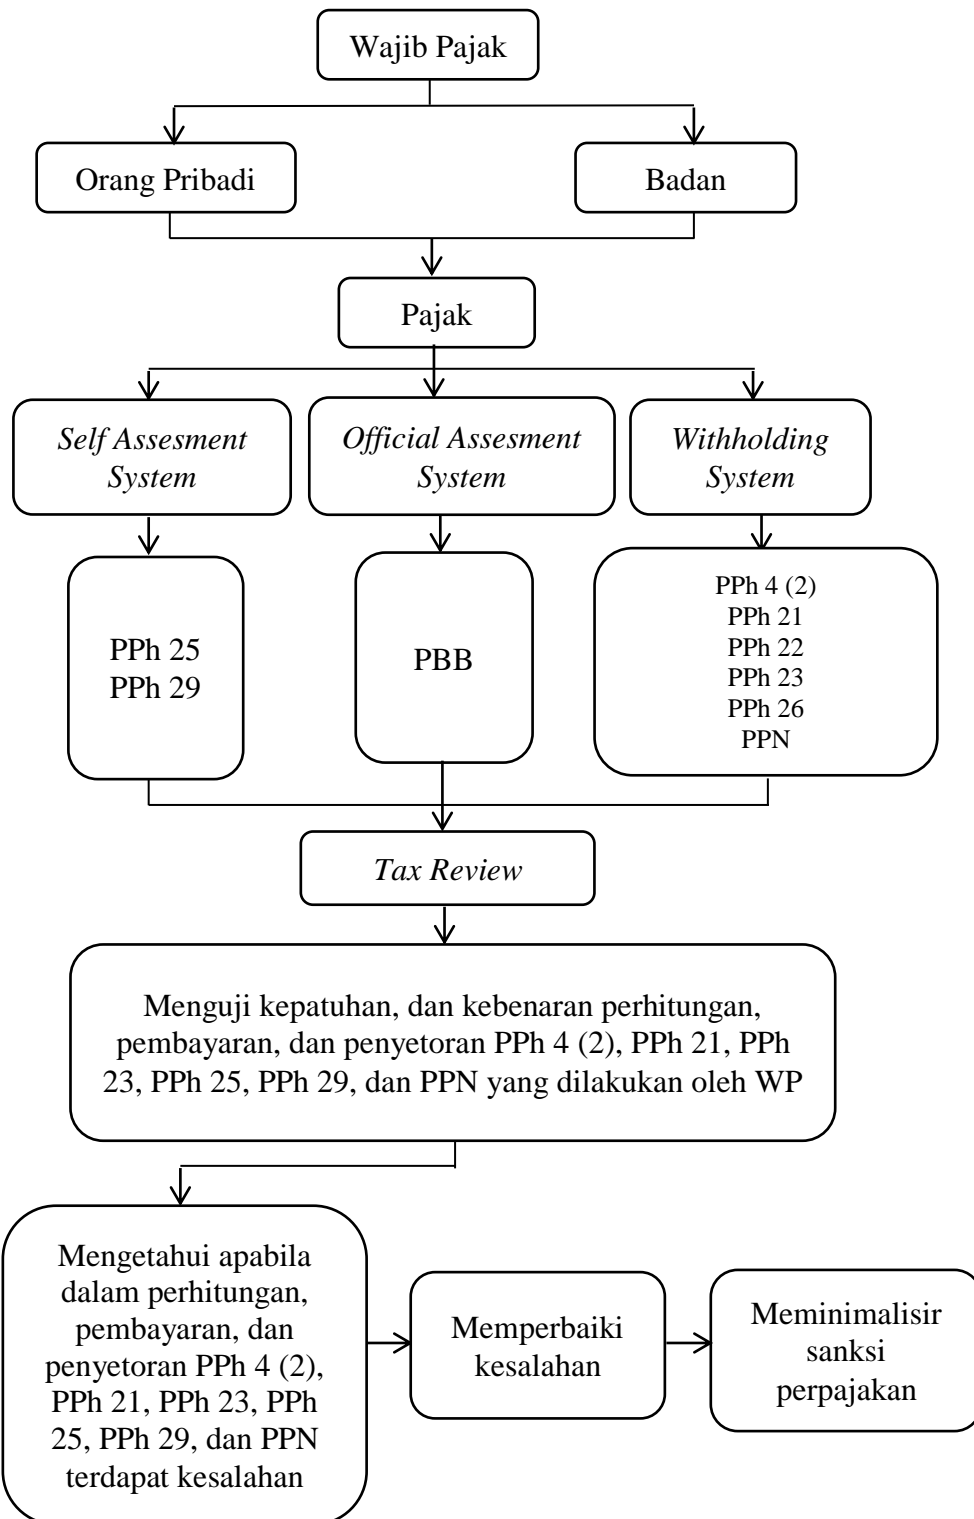 Wajib Pajak
Orang Pribadi
Badan
Pajak
Self Assesment
System
Official Assesment
System
Withholding
System
PPh 25
PPh 29
PBB
PPh 4 (2)
PPh 21
PPh 22
PPh 23
PPh 26
PPN
Tax Review
Menguji kepatuhan, dan kebenaran perhitungan,
pembayaran, dan penyetoran PPh 4 (2), PPh 21, PPh
23, PPh 25, PPh 29, dan PPN yang dilakukan oleh WP
Mengetahui apabila
dalam perhitungan,
pembayaran, dan
penyetoran PPh 4 (2),
PPh 21, PPh 23, PPh
25, PPh 29, dan PPN
terdapat kesalahan
Memperbaiki
kesalahan
Meminimalisir
sanksi
perpajakan